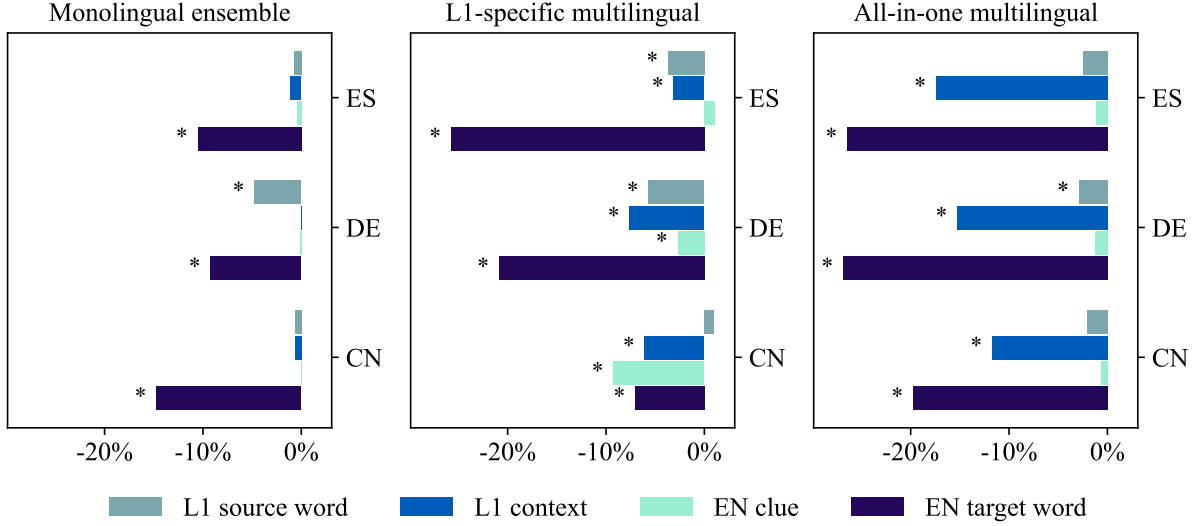 Monolingual ensemble L1-specific multilingual All-in-one multilingual
* ES * ES * ES
* * *
* * *
* DE * DE * DE
* * *
* * *
* CN * CN * CN
* *
* *
-20% -10% 0% -20% -10% 0% -20% -10% 0%
L1 source word L1 context EN clue EN target word